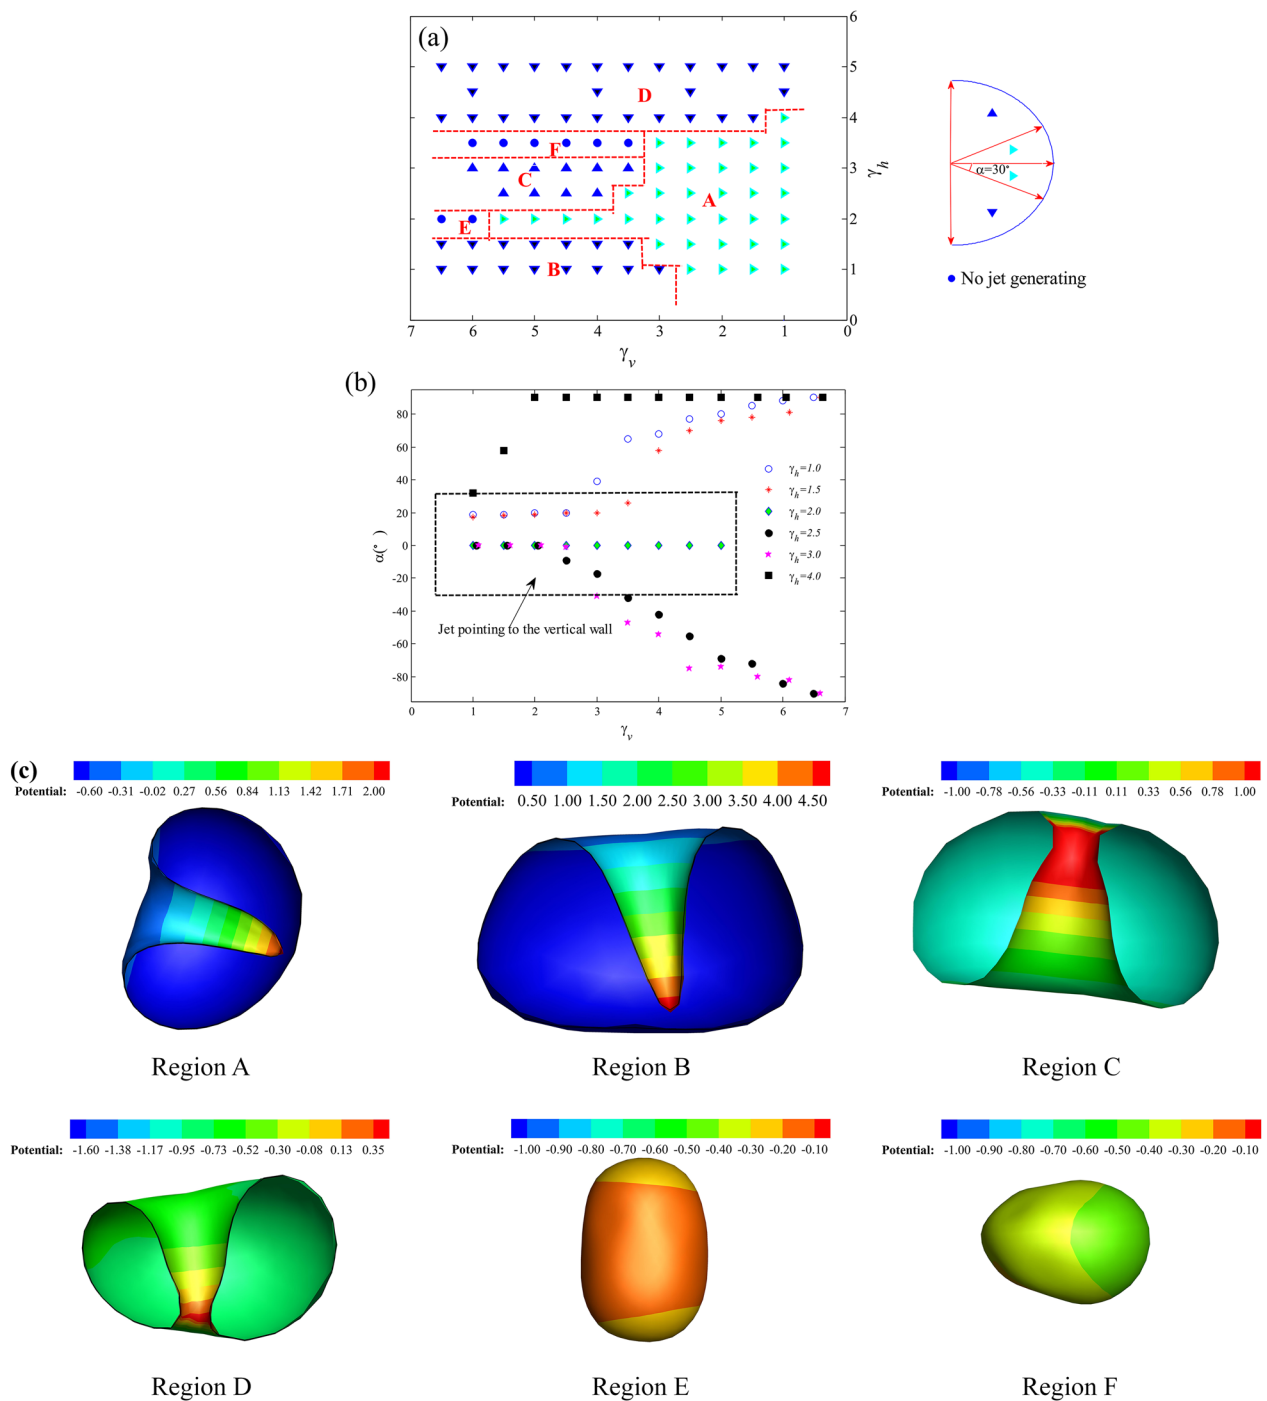 (a)
6
5
4
3
2
1
0
γh
D
F
C
A
E
B
7 6 5 4 3 2 1 0
γv
α=30°
No jet generating
(b)
80
60
40
20
0
-20
-40
-60
-80
α(°)
γh=1.0
γh=1.5
γh=2.0
γh=2.5
γh=3.0
γh=4.0
Jet pointing to the vertical wall
0 1 2 3 4 5 6 7
γv
(c)
Potential: -0.60 -0.31 -0.02 0.27 0.56 0.84 1.13 1.42 1.71 2.00
Region A
Potential: 0.50 1.00 1.50 2.00 2.50 3.00 3.50 4.00 4.50
Region B
Potential: -1.00 -0.78 -0.56 -0.33 -0.11 0.11 0.33 0.56 0.78 1.00
Region C
Potential: -1.60 -1.38 -1.17 -0.95 -0.73 -0.52 -0.30 -0.08 0.13 0.35
Region D
Potential: -1.00 -0.90 -0.80 -0.70 -0.60 -0.50 -0.40 -0.30 -0.20 -0.10
Region E
Potential: -1.00 -0.90 -0.80 -0.70 -0.60 -0.50 -0.40 -0.30 -0.20 -0.10
Region F